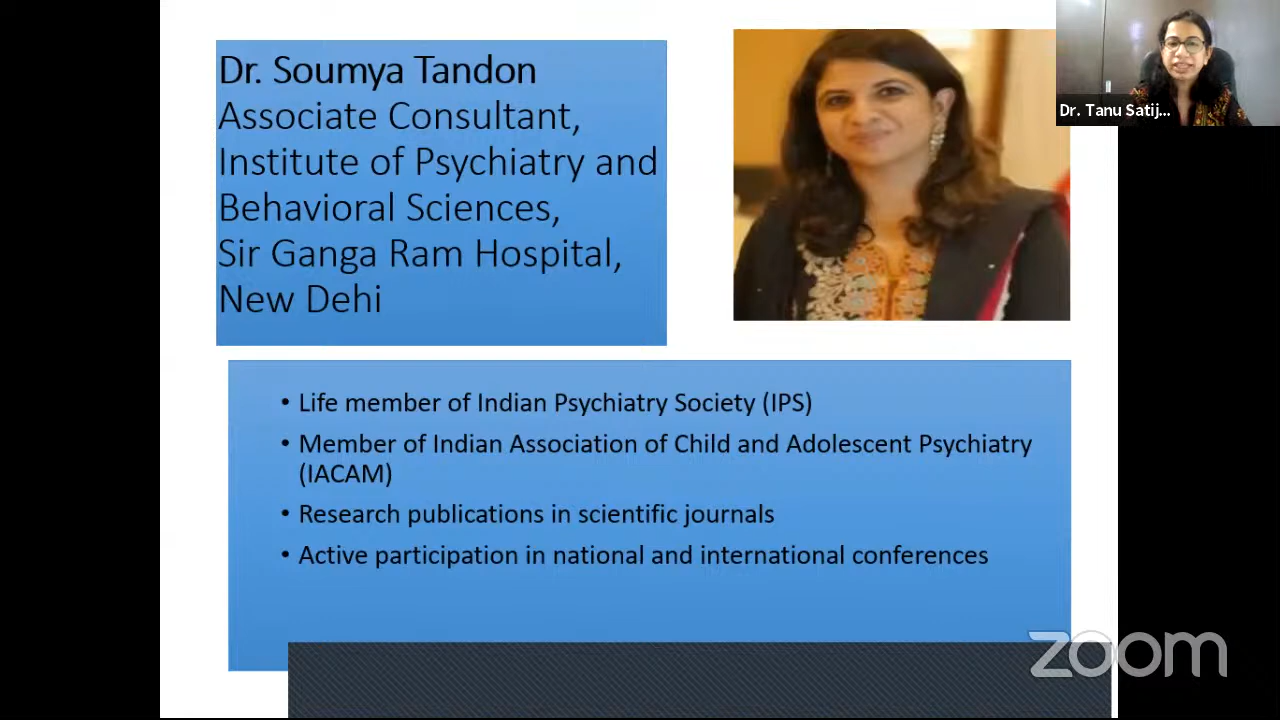 Dr. Soumya Tandon
Associate Consultant,
Institute of Psychiatry and
Behavioral Sciences,
Sir Ganga Ram Hospital,
New Dehi
Dr. Tanu Satij...
• Life member of Indian Psychiatry Society (IPS)
• Member of Indian Association of Child and Adolescent Psychiatry
(IACAM)
• Research publications in scientific journals
• Active participation in national and international conferences
zoom